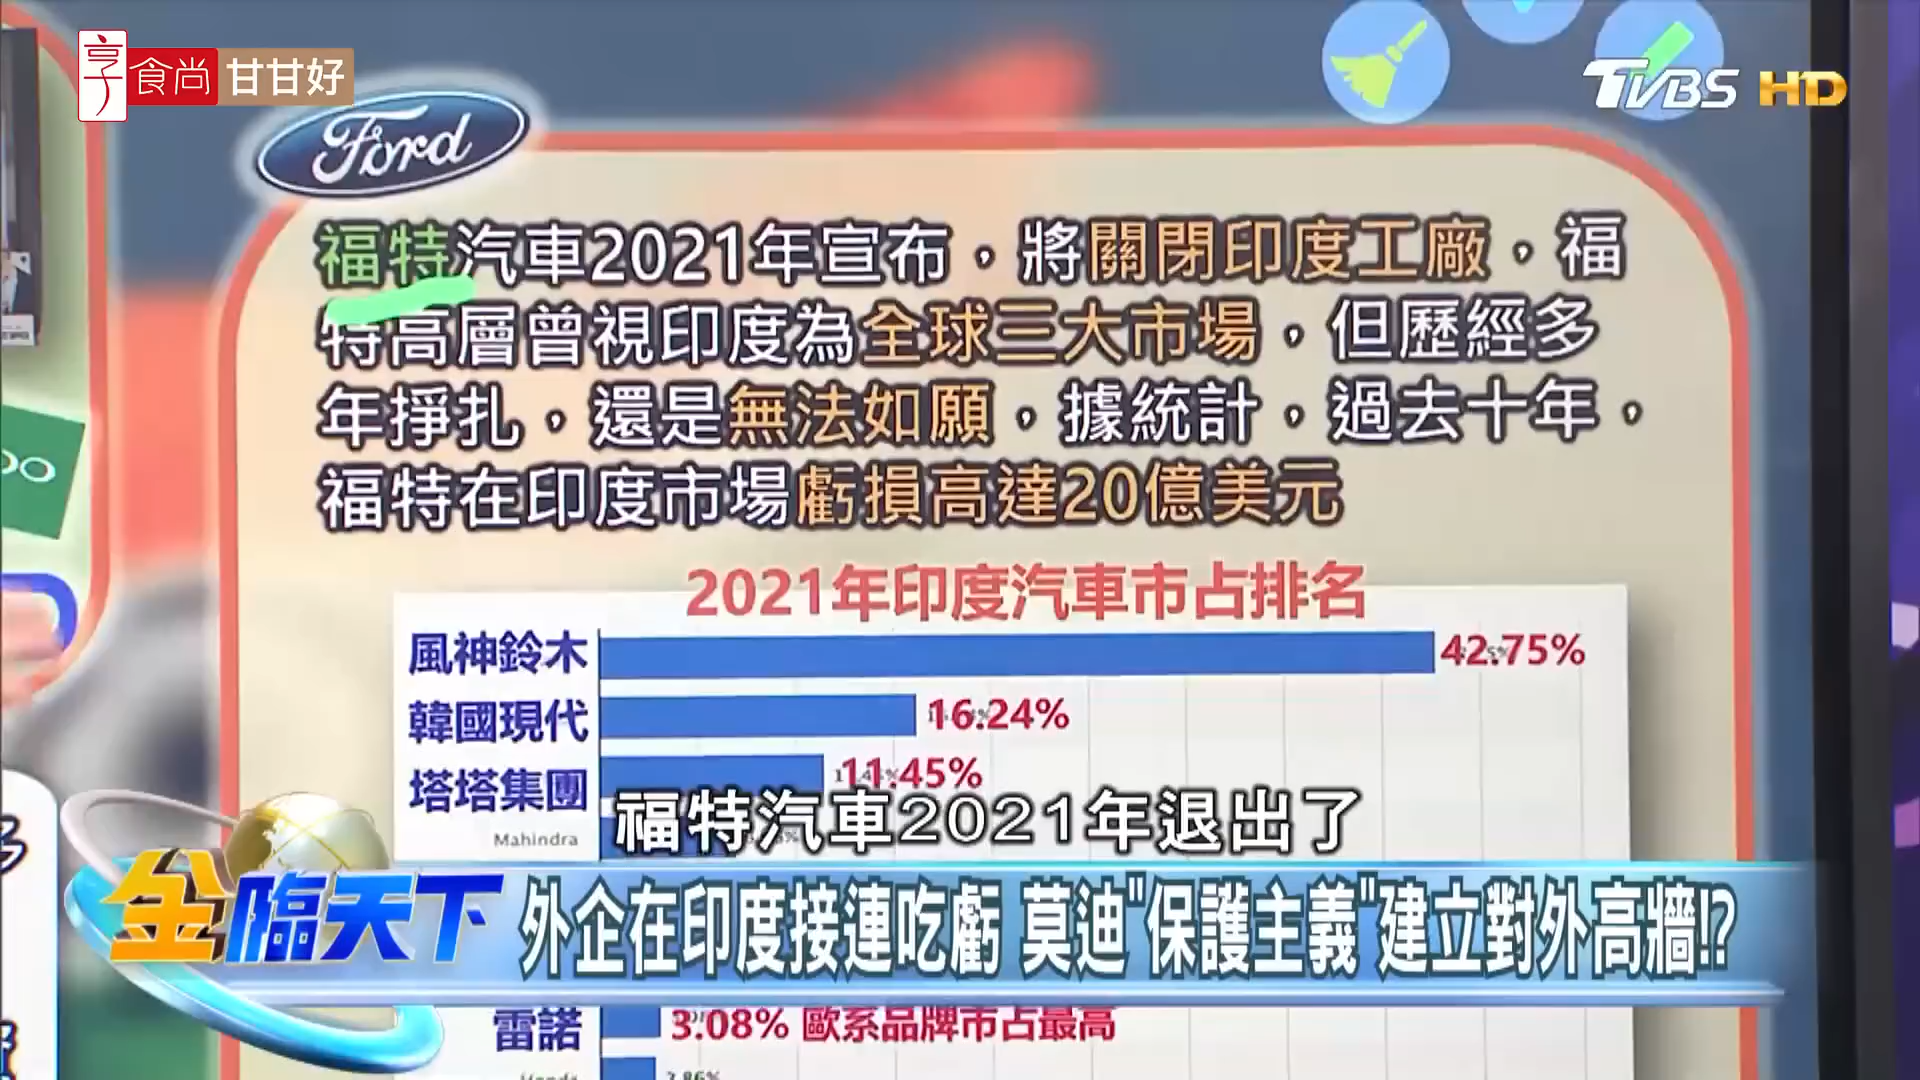 享
食尚 甘甘好
TVBS HD
Ford
福特汽車2021年宣布，將關閉印度工廠，福
特高層曾視印度為全球三大市場，但歷經多
年掙扎，還是無法如願，據統計，過去十年，
福特在印度市場虧損高達20億美元
2021年印度汽車市占排名
風神鈴木 42.75%
韓國現代 16.24%
塔塔集團 11.45%
Mahindra
福特汽車2021年退出了
金臨天下
外企在印度接連吃虧 莫迪"保護主義"建立對外高牆!?
雷諾 3.08% 歐系品牌市占最高
2.86%